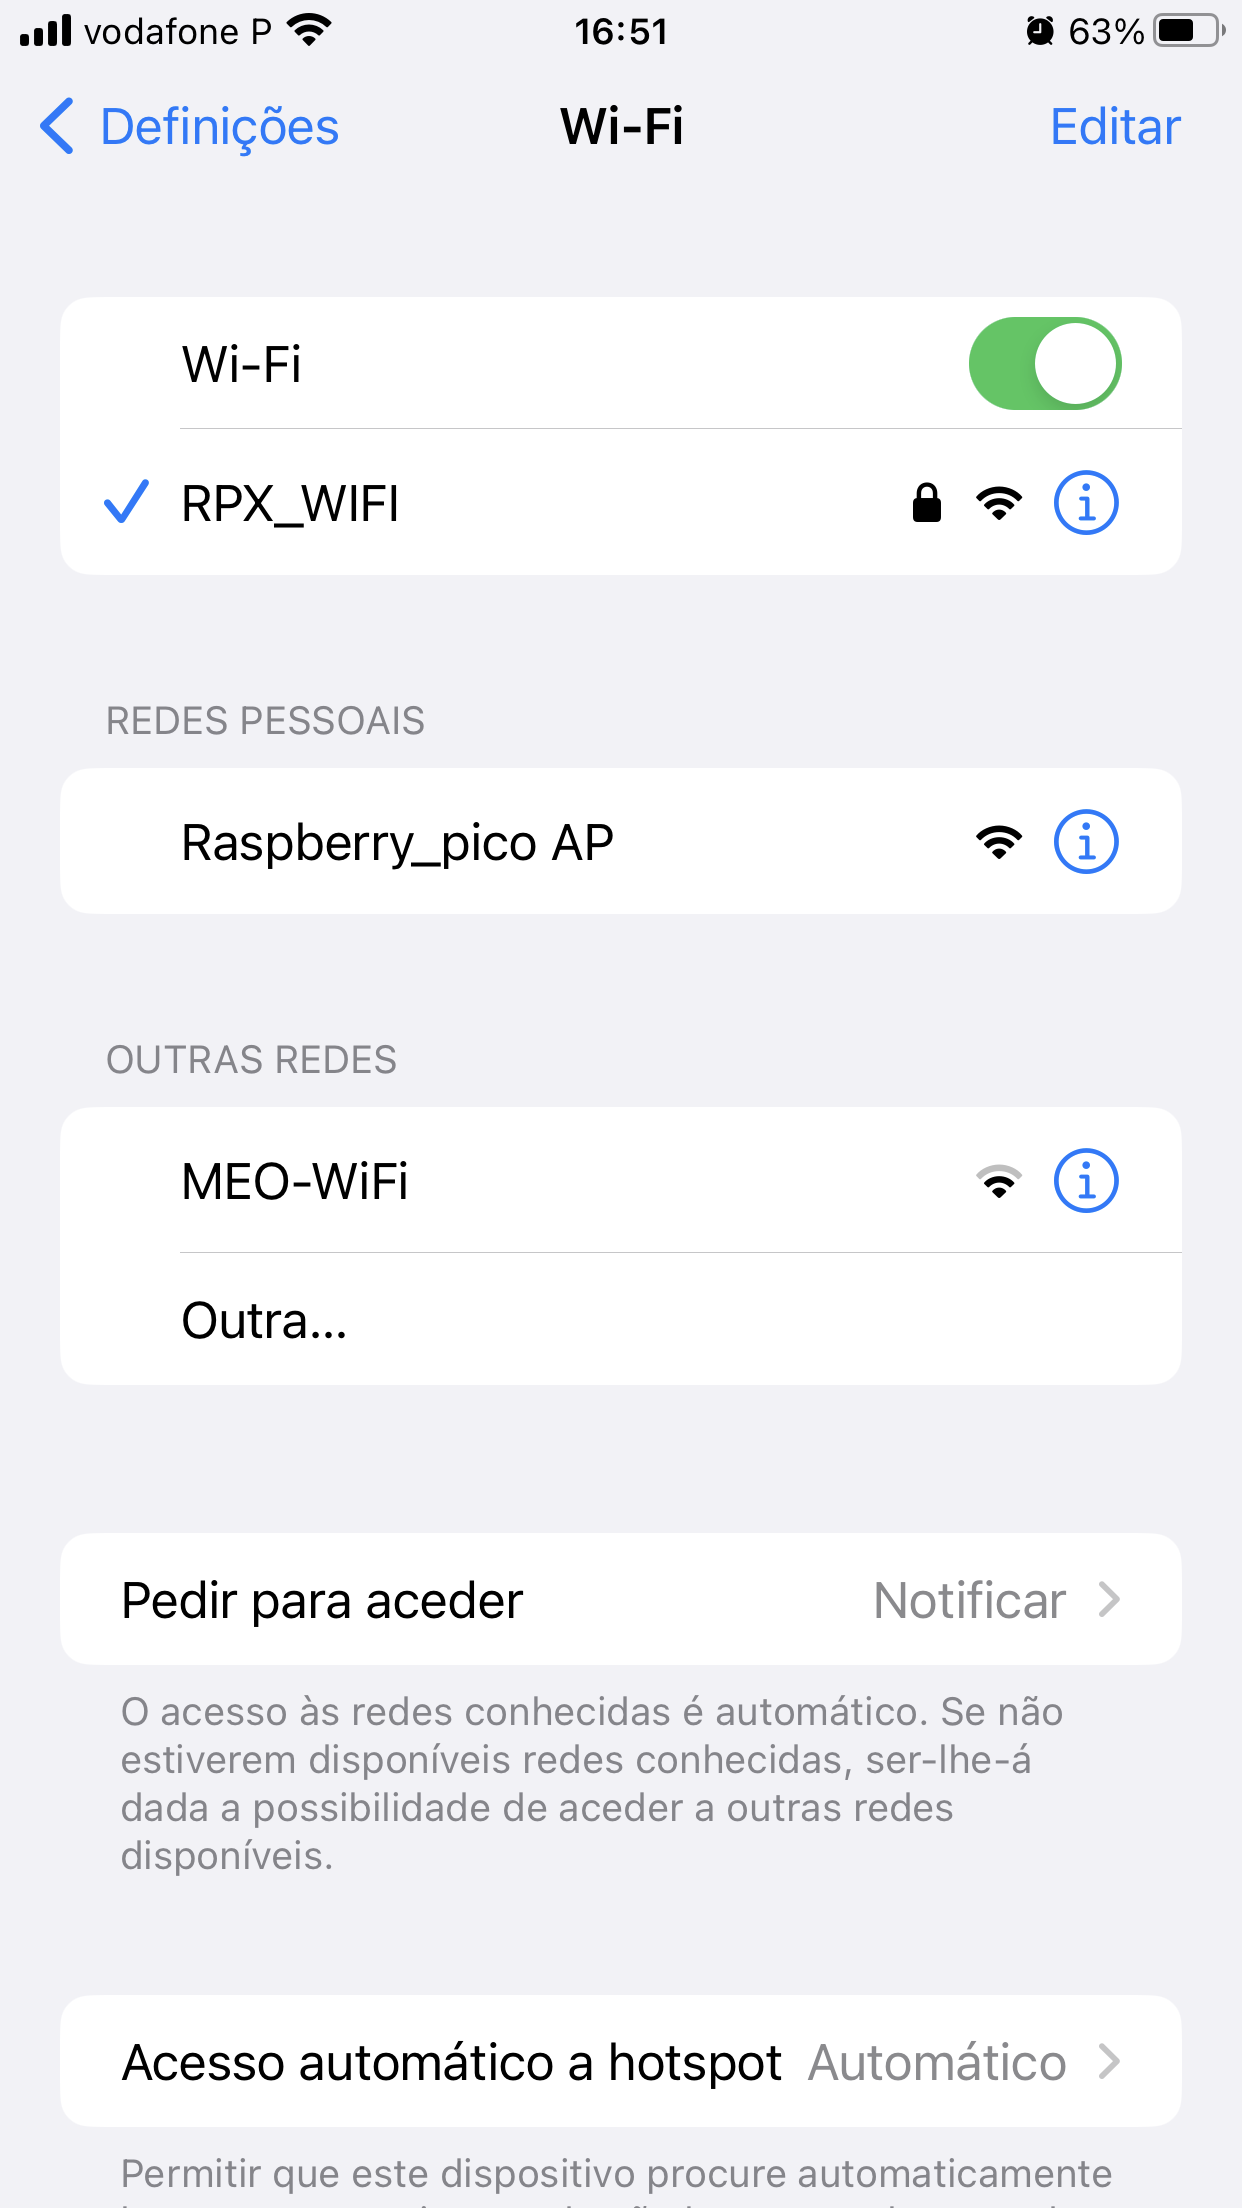 vodafone P 16:51 63%
Definições Wi-Fi Editar
Wi-Fi
RPX_WIFI
REDES PESSOAIS
Raspberry_pico AP
OUTRAS REDES
MEO-WiFi
Outra...
Pedir para aceder Notificar
O acesso às redes conhecidas é automático. Se não
estiverem disponíveis redes conhecidas, ser-lhe-á
dada a possibilidade de aceder a outras redes
disponíveis.
Acesso automático a hotspot Automático
Permitir que este dispositivo procure automaticamente